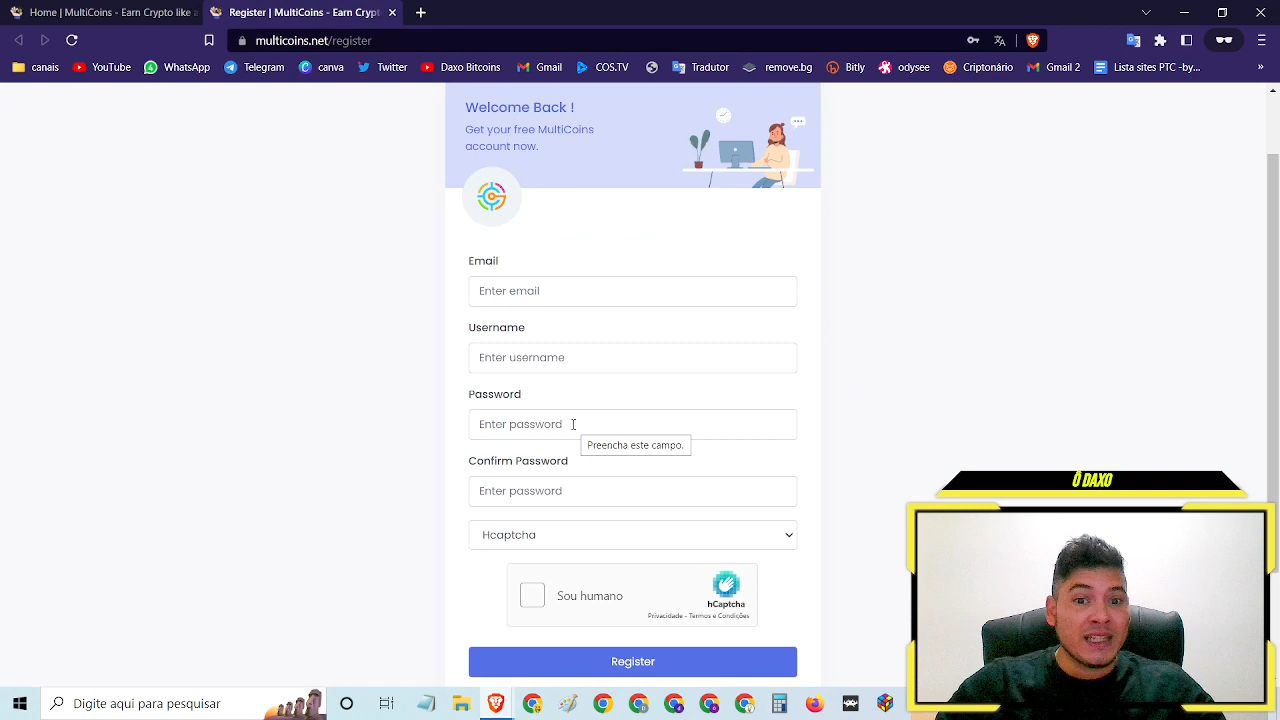 Home | MultiCoins - Earn Crypto like
Register | MultiCoins - Earn Crypt
multicoins.net/register
canais
YouTube
WhatsApp
Telegram
canv
Twitter
Daxo Bitcoins
Gmail
COS.TV
Tradutor
remove.bg
Bitly
odysee
Criptonário
Gmail 2
Lista sites PTC -by...
»
Welcome Back !
Get your free MultiCoins
account now.
Email
Enter email
Username
Enter username
Password
Enter password
Preencha este campo.
Confirm Password
Enter password
Hcaptcha
Sou humano
hCaptcha
Privacidade - Termos e Condições
Register
Ô DAXO
Digite aqui para pesquisar